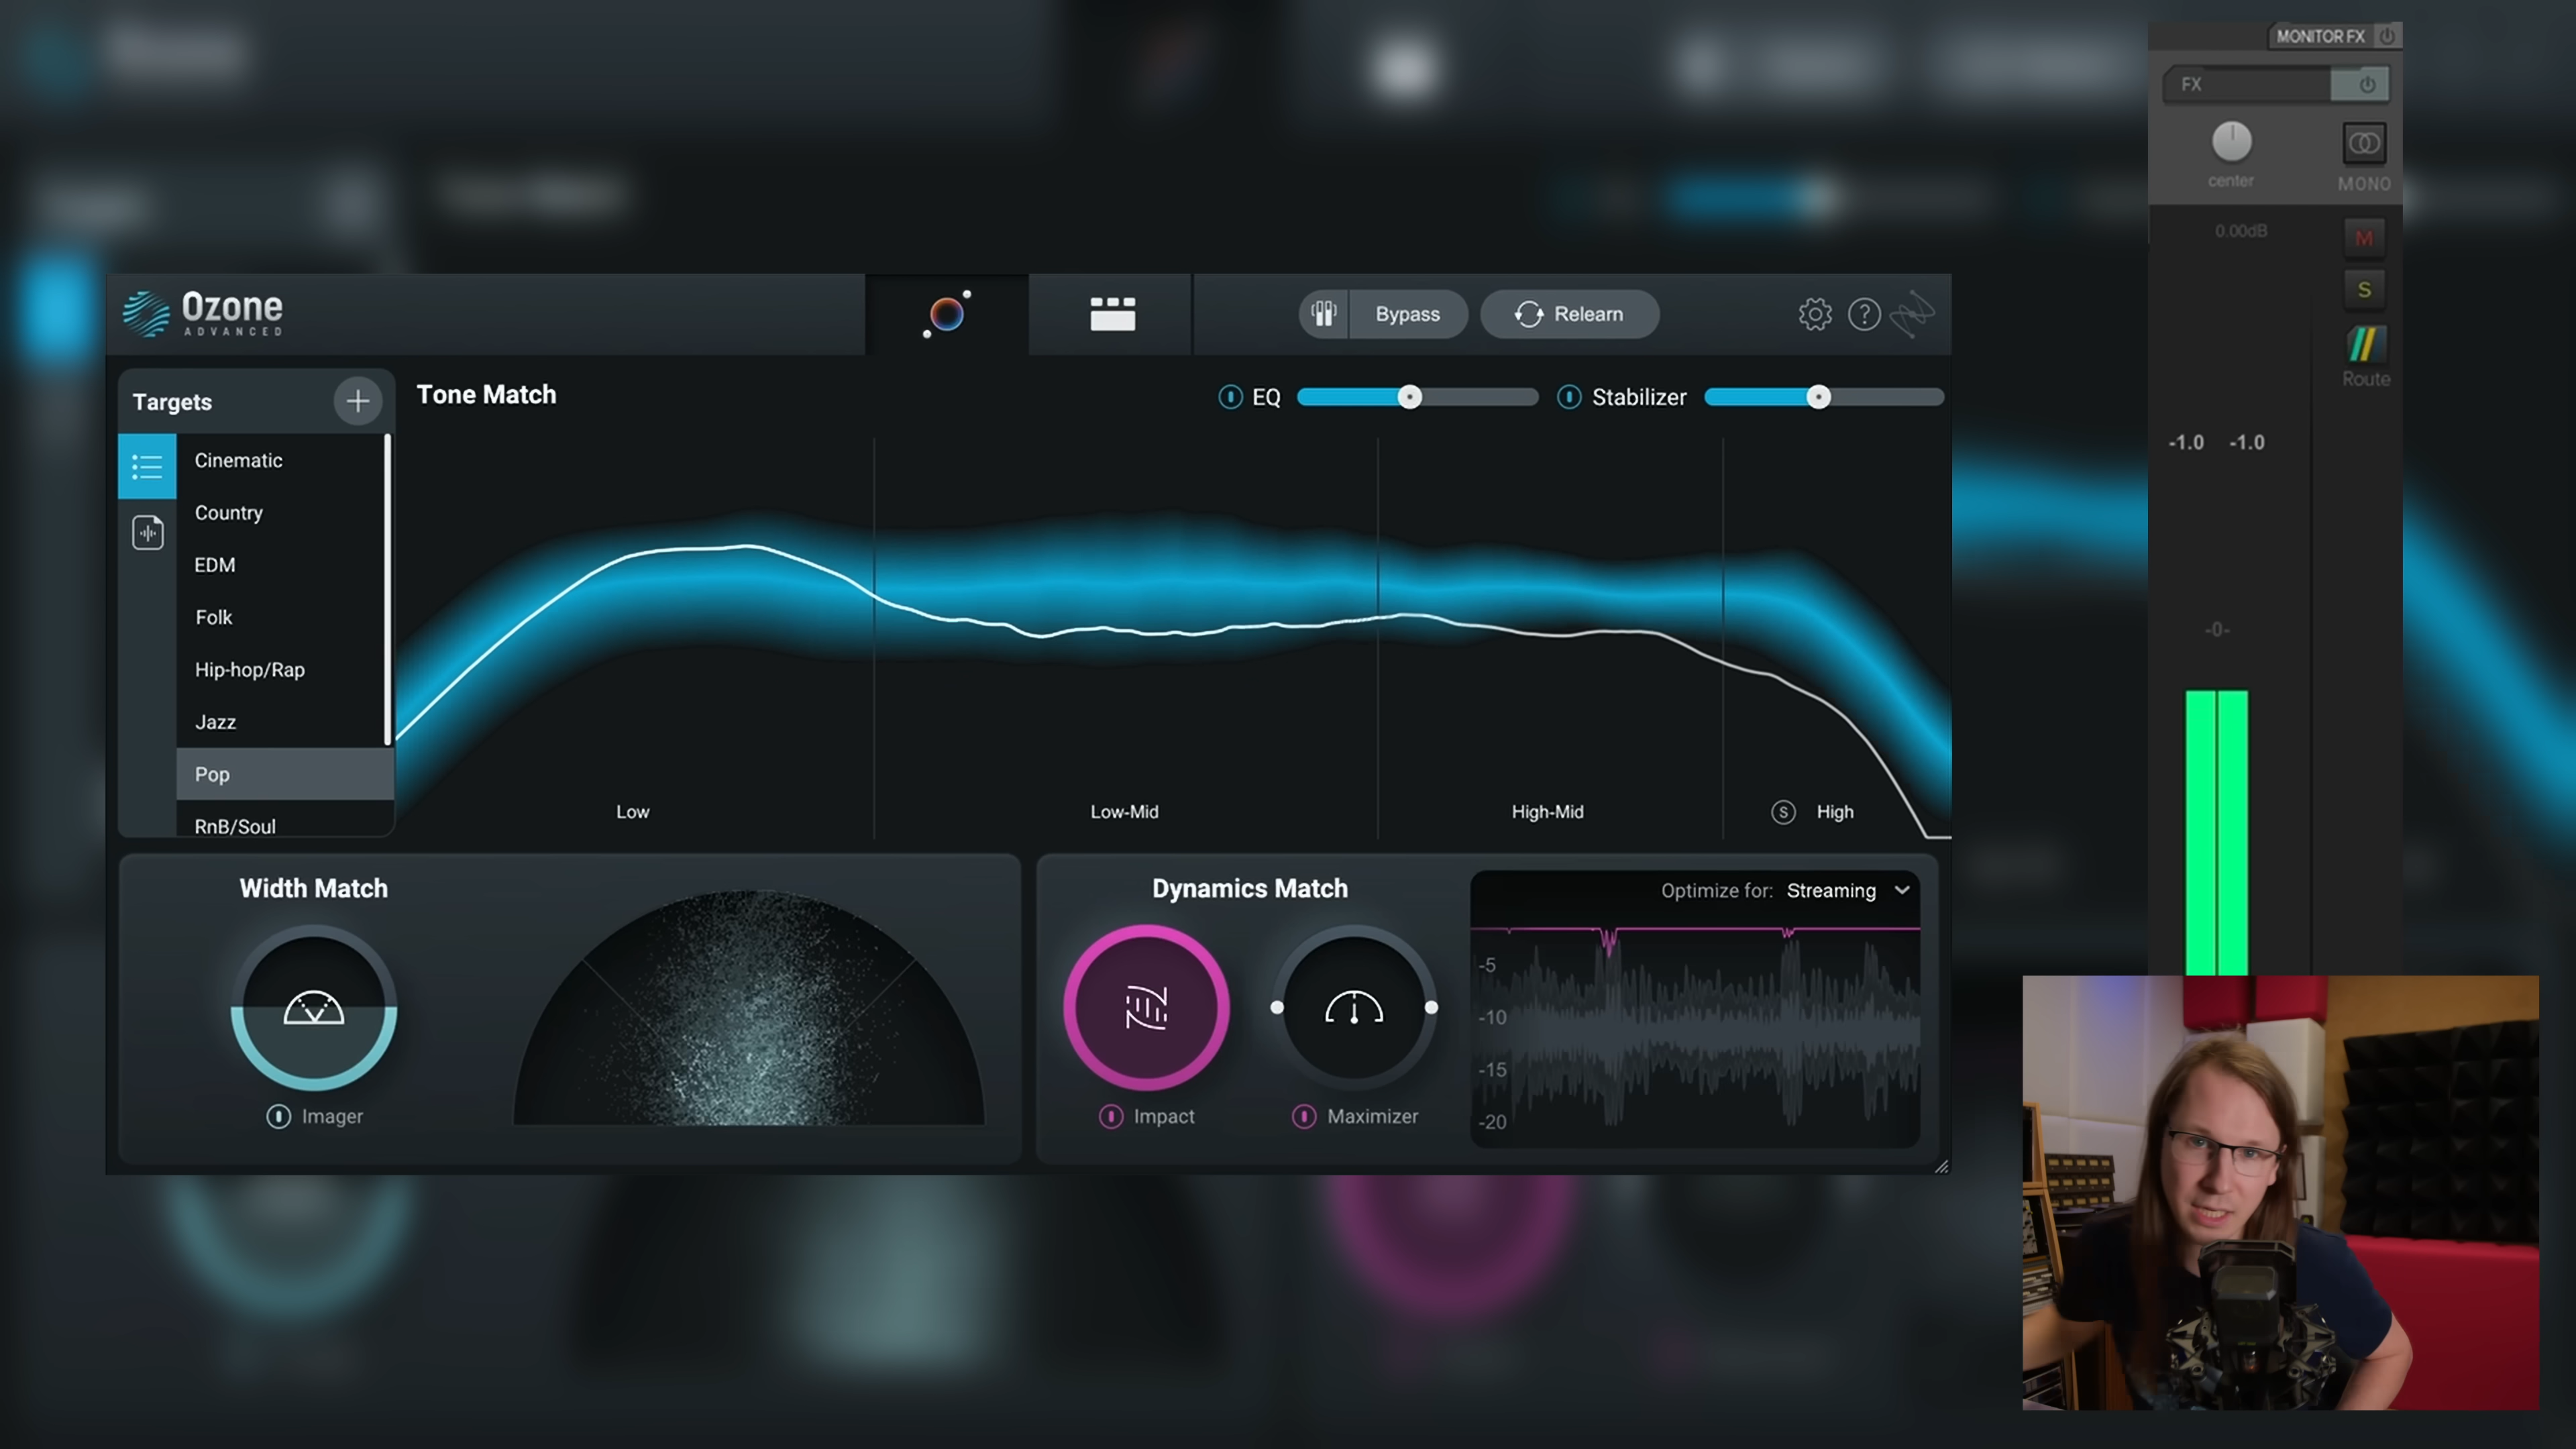 MONITOR FX
FX
center
MONO
0.00dB
M
S
Route
-1.0 -1.0
-0-
Ozone
ADVANCED
Bypass
Relearn
?
Targets
Cinematic
Country
EDM
Folk
Hip-hop/Rap
Jazz
Pop
RnB/Soul
Tone Match
EQ
Stabilizer
Low
Low-Mid
High-Mid
S High
Width Match
Imager
Dynamics Match
Impact
Maximizer
Optimize for: Streaming
-5
-10
-15
-20